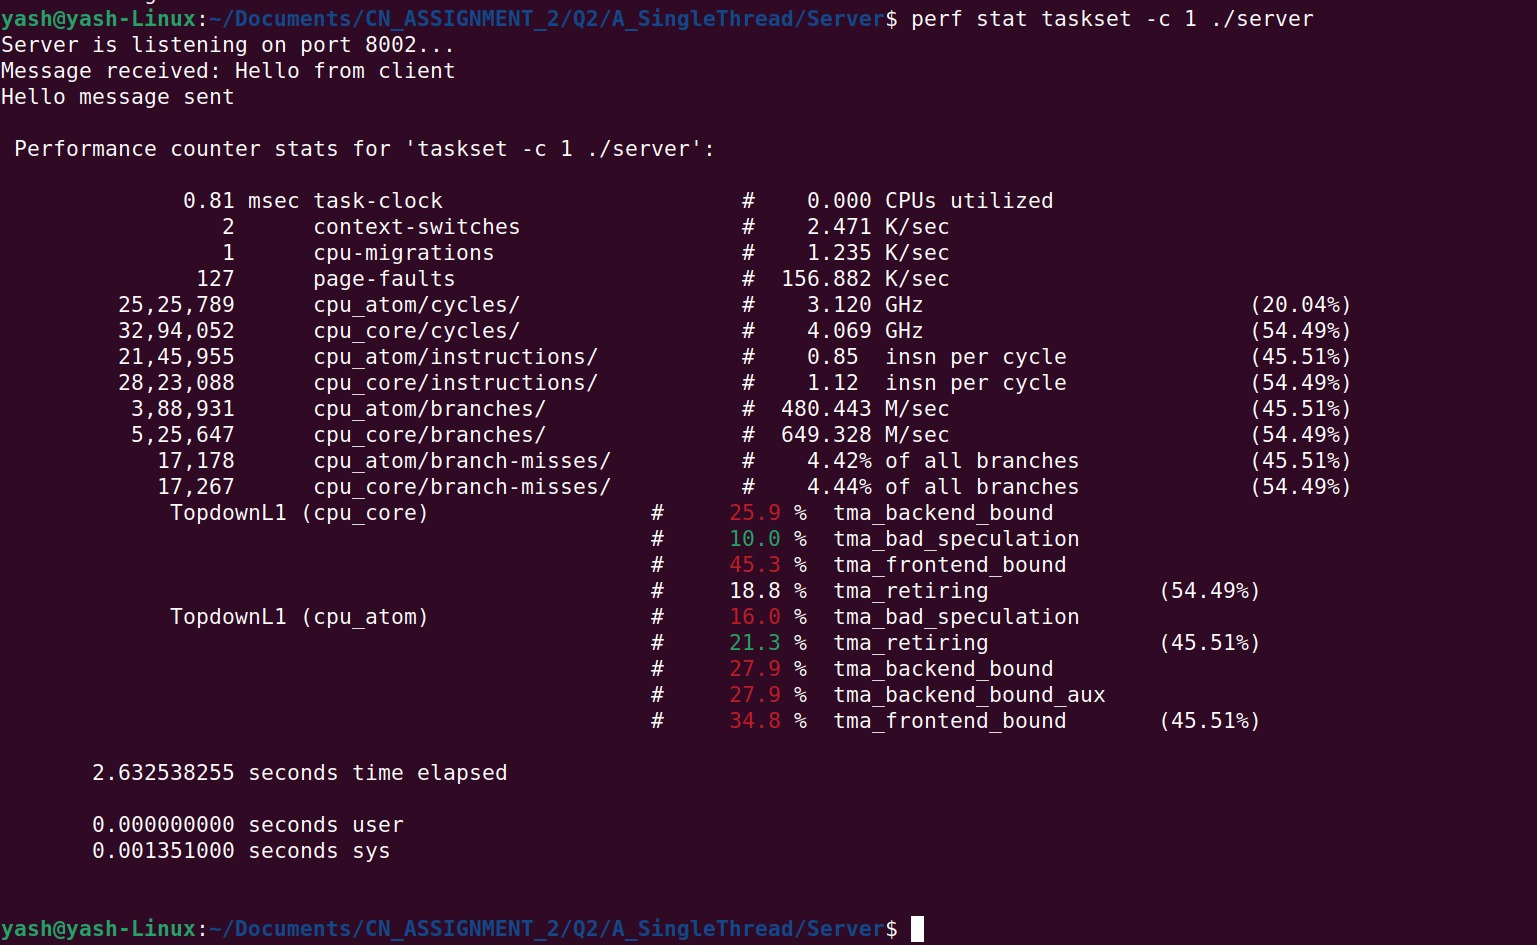 yash@yash-Linux:~/Documents/CN_ASSIGNMENT_2/Q2/A_SingleThread/Server$ perf stat taskset -c 1 ./server
Server is listening on port 8002...
Message received: Hello from client
Hello message sent
Performance counter stats for 'taskset -c 1 ./server':
0.81 msec task-clock # 0.000 CPUs utilized
2 context-switches # 2.471 K/sec
1 cpu-migrations # 1.235 K/sec
127 page-faults # 156.882 K/sec
25,25,789 cpu_atom/cycles/ # 3.120 GHz (20.04%)
32,94,052 cpu_core/cycles/ # 4.069 GHz (54.49%)
21,45,955 cpu_atom/instructions/ # 0.85 insn per cycle (45.51%)
28,23,088 cpu_core/instructions/ # 1.12 insn per cycle (54.49%)
3,88,931 cpu_atom/branches/ # 480.443 M/sec (45.51%)
5,25,647 cpu_core/branches/ # 649.328 M/sec (54.49%)
17,178 cpu_atom/branch-misses/ # 4.42% of all branches (45.51%)
17,267 cpu_core/branch-misses/ # 4.44% of all branches (54.49%)
TopdownL1 (cpu_core) # 25.9 % tma_backend_bound
# 10.0 % tma_bad_speculation
# 45.3 % tma_frontend_bound
# 18.8 % tma_retiring (54.49%)
TopdownL1 (cpu_atom) # 16.0 % tma_bad_speculation
# 21.3 % tma_retiring (45.51%)
# 27.9 % tma_backend_bound
# 27.9 % tma_backend_bound_aux
# 34.8 % tma_frontend_bound (45.51%)
2.632538255 seconds time elapsed
0.000000000 seconds user
0.001351000 seconds sys
yash@yash-Linux:~/Documents/CN_ASSIGNMENT_2/Q2/A_SingleThread/Server$